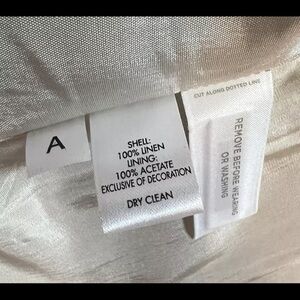 A
SHELL:
100% LINEN
LINING:
100% ACETATE
EXCLUSIVE OF DECORATION
DRY CLEAN
CUT ALONG DOTTED LINE
REMOVE BEFORE WEARING
OR WASHING